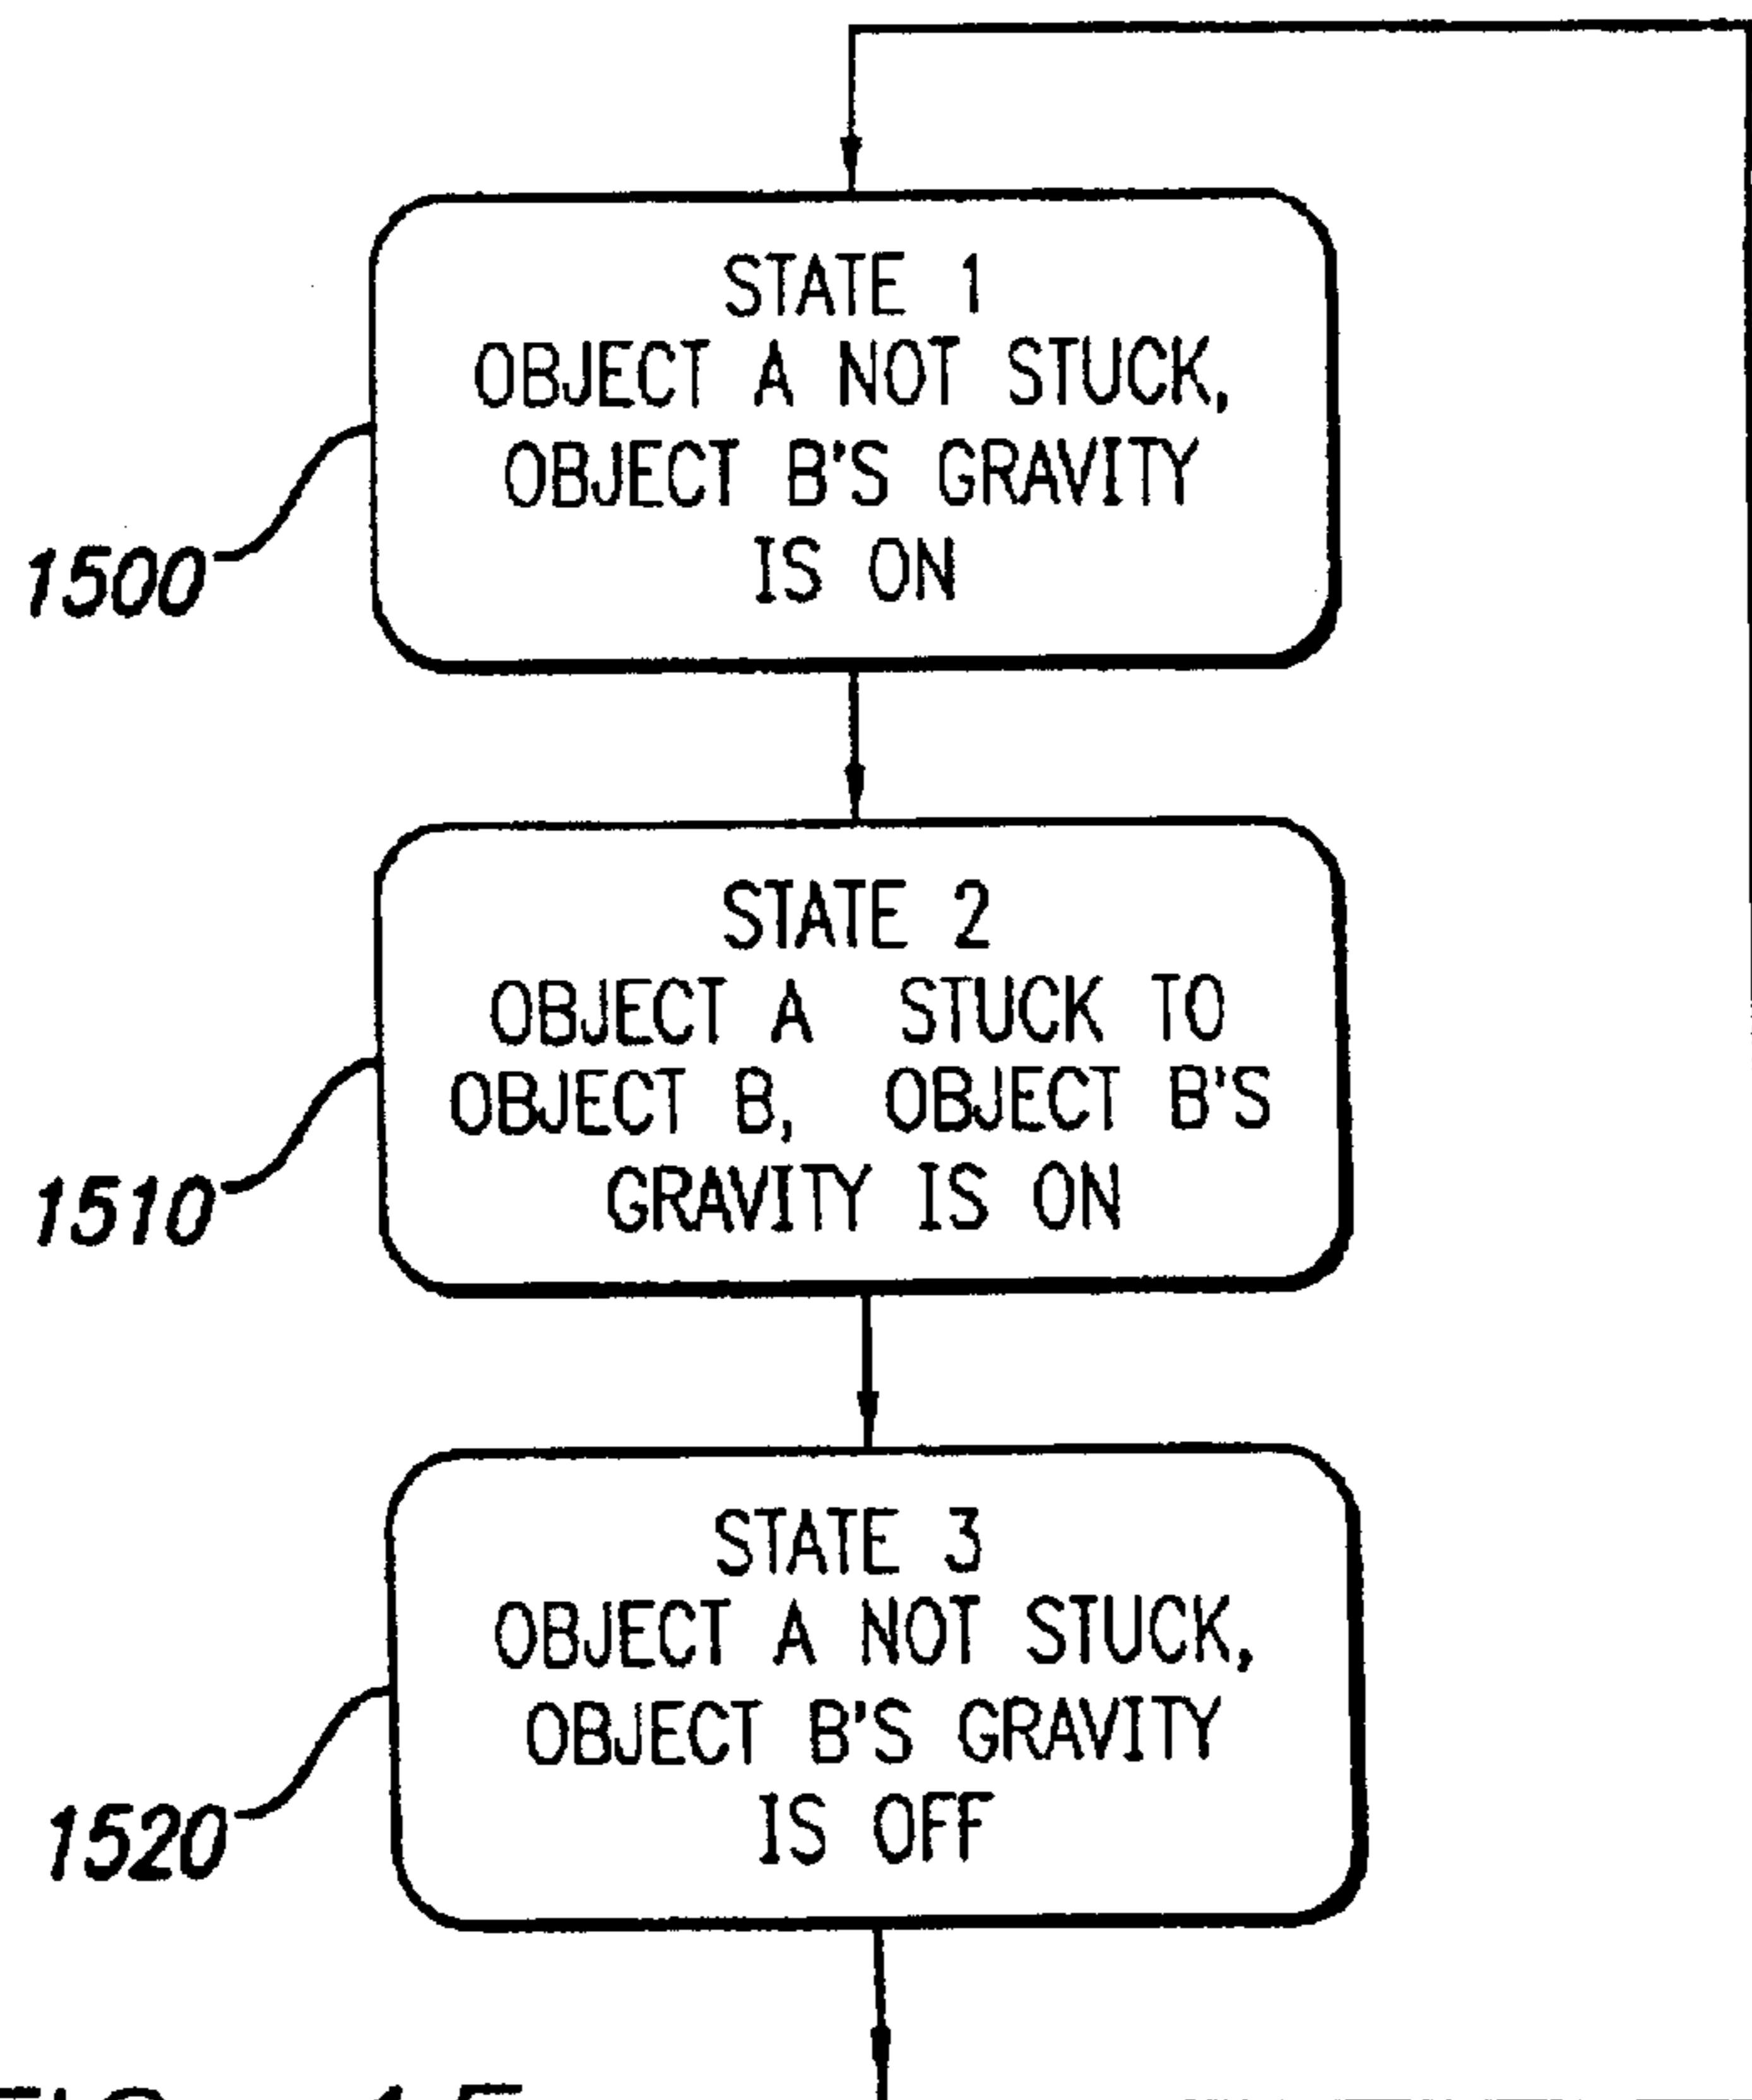 STATE 1
OBJECT A NOT STUCK,
OBJECT B'S GRAVITY
IS ON
1500
STATE 2
OBJECT A STUCK TO
OBJECT B, OBJECT B'S
GRAVITY IS ON
1510
STATE 3
OBJECT A NOT STUCK,
OBJECT B'S GRAVITY
IS OFF
1520